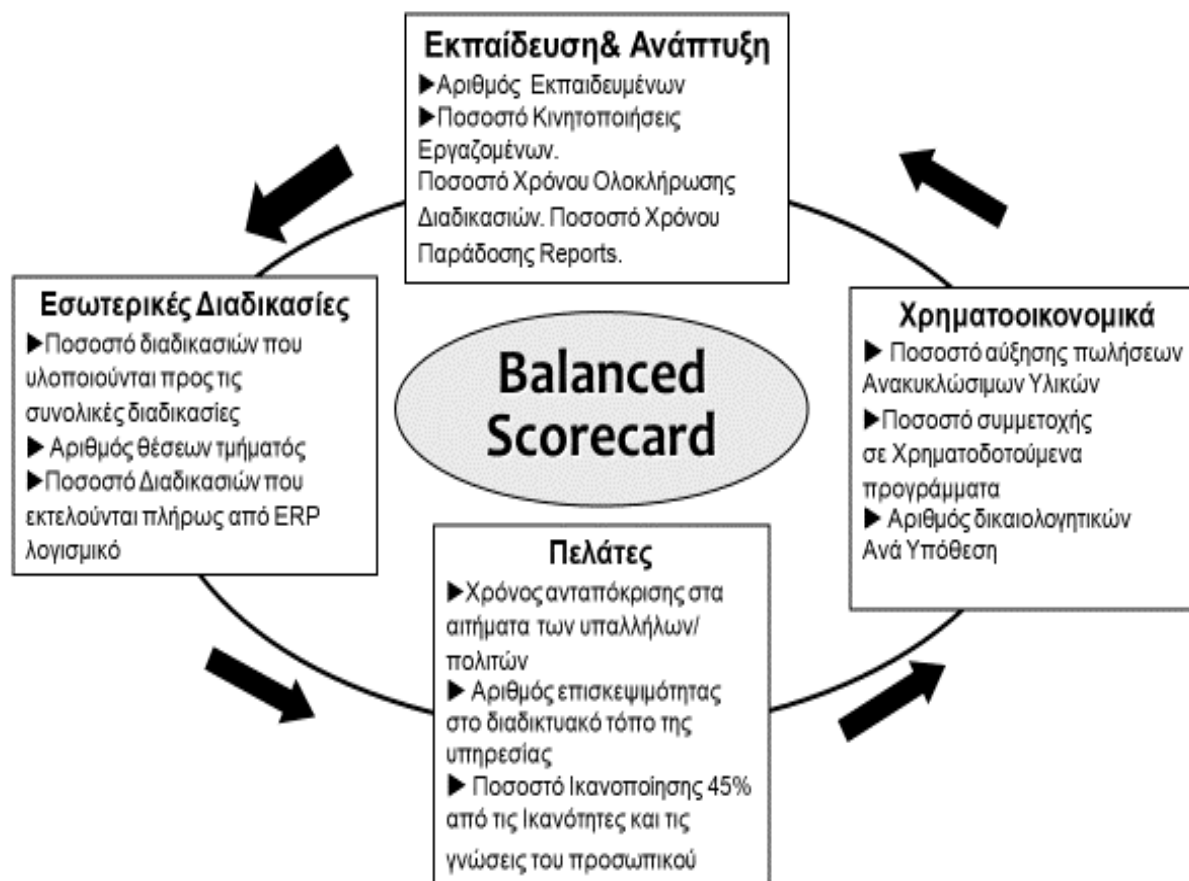 Εκπαίδευση& Ανάπτυξη
▶Αριθμός Εκπαιδευμένων
▶Ποσοστό Κινητοποιήσεις
Εργαζομένων.
Ποσοστό Χρόνου Ολοκλήρωσης
Διαδικασιών. Ποσοστό Χρόνου
Παράδοσης Reports.
Εσωτερικές Διαδικασίες
▶Ποσοστό διαδικασιών που
υλοποιούνται προς τις
συνολικές διαδικασίες
▶ Αριθμός θέσεων τμήματός
▶Ποσοστό Διαδικασιών που
εκτελούνται πλήρως από ERP
λογισμικό
Balanced
Scorecard
Χρηματοοικονομικά
▶ Ποσοστό αύξησης πωλήσεων
Ανακυκλώσιμων Υλικών
▶Ποσοστό συμμετοχής
σε Χρηματοδοτούμενα
προγράμματα
▶ Αριθμός δικαιολογητικών
Ανά Υπόθεση
Πελάτες
▶Χρόνος ανταπόκρισης στα
αιτήματα των υπαλλήλων/
πολιτών
▶ Αριθμός επισκεψιμότητας
στο διαδικτυακό τόπο της
υπηρεσίας
▶ Ποσοστό Ικανοποίησης 45%
από τις Ικανότητες και τις
γνώσεις του προσωπικού